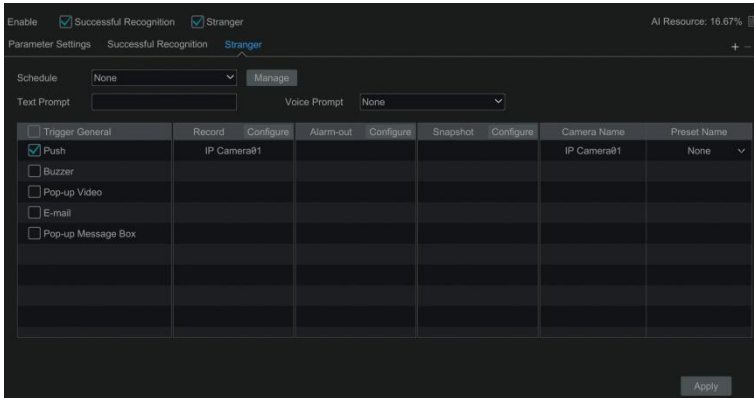 Enable Successful Recognition Stranger AI Resource: 16.67%
Parameter Settings Successful Recognition Stranger + −
Schedule None Manage
Text Prompt Voice Prompt None
Trigger General Record Configure Alarm-out Configure Snapshot Configure Camera Name Preset Name
Push IP Camera01 IP Camera01 None
Buzzer
Pop-up Video
E-mail
Pop-up Message Box
Apply